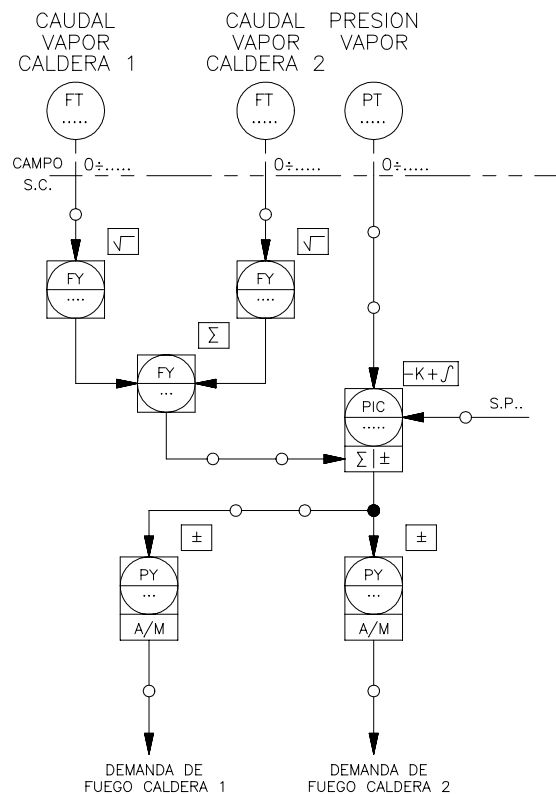 CAUDAL
VAPOR
CALDERA 1
CAUDAL
VAPOR
CALDERA 2
PRESION
VAPOR
FT
.....
FT
.....
PT
.....
CAMPO
0÷.....
0÷.....
0÷.....
S.C.
√
√
FY
....
FY
....
Σ
FY
...
-K+∫
PIC
.....
S.P..
Σ|±
±
±
PY
...
A/M
PY
...
A/M
DEMANDA DE
FUEGO CALDERA 1
DEMANDA DE
FUEGO CALDERA 2